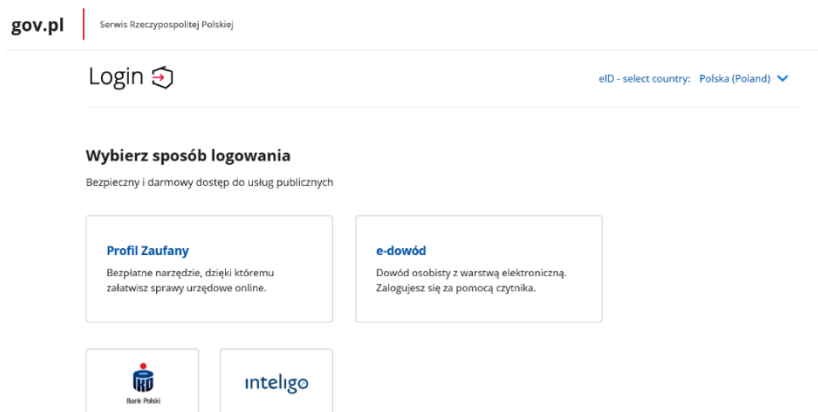 gov.pl
Serwis Rzeczypospolitej Polskiej
Login
eID - select country: Polska (Poland)
Wybierz sposób logowania
Bezpieczny i darmowy dostęp do usług publicznych
Profil Zaufany
Bezpłatne narzędzie, dzięki któremu
załatwisz sprawy urzędowe online.
e-dowód
Dowód osobisty z warstwą elektroniczną.
Zalogujesz się za pomocą czytnika.
PKO
Bank Polski
inteligo